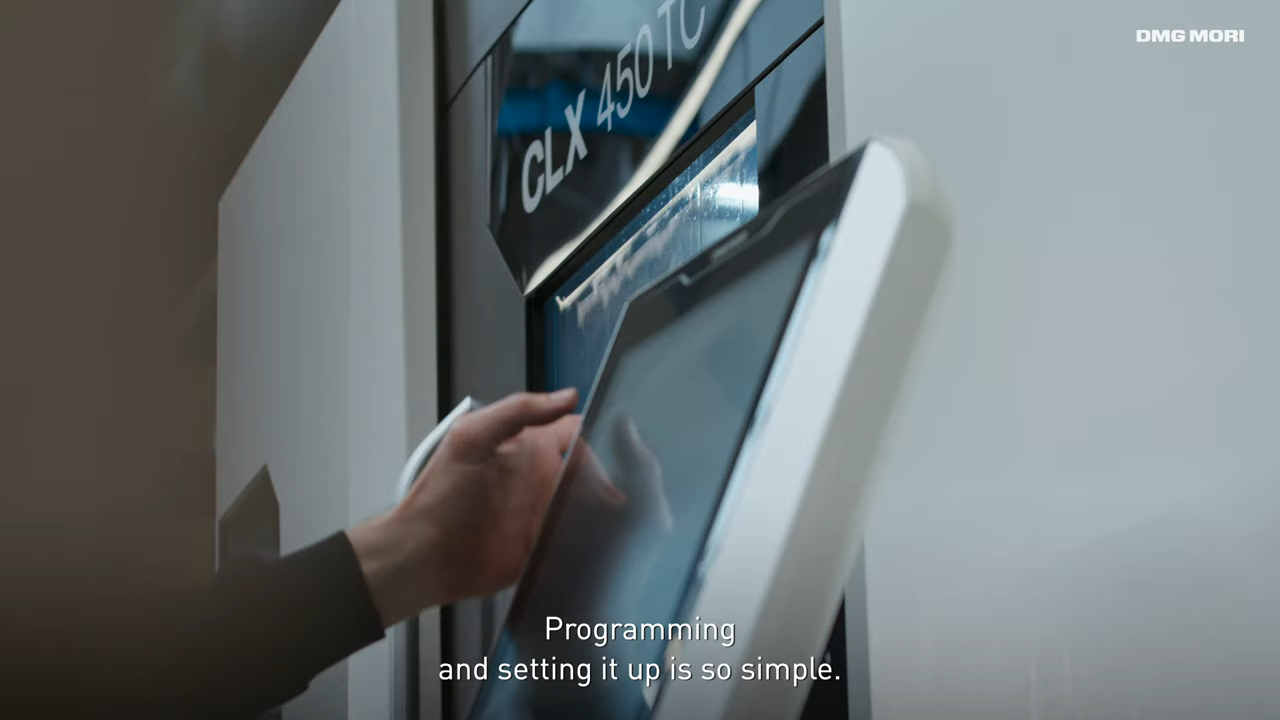 DMG MORI
CLX 450 TC
Programming
and setting it up is so simple.